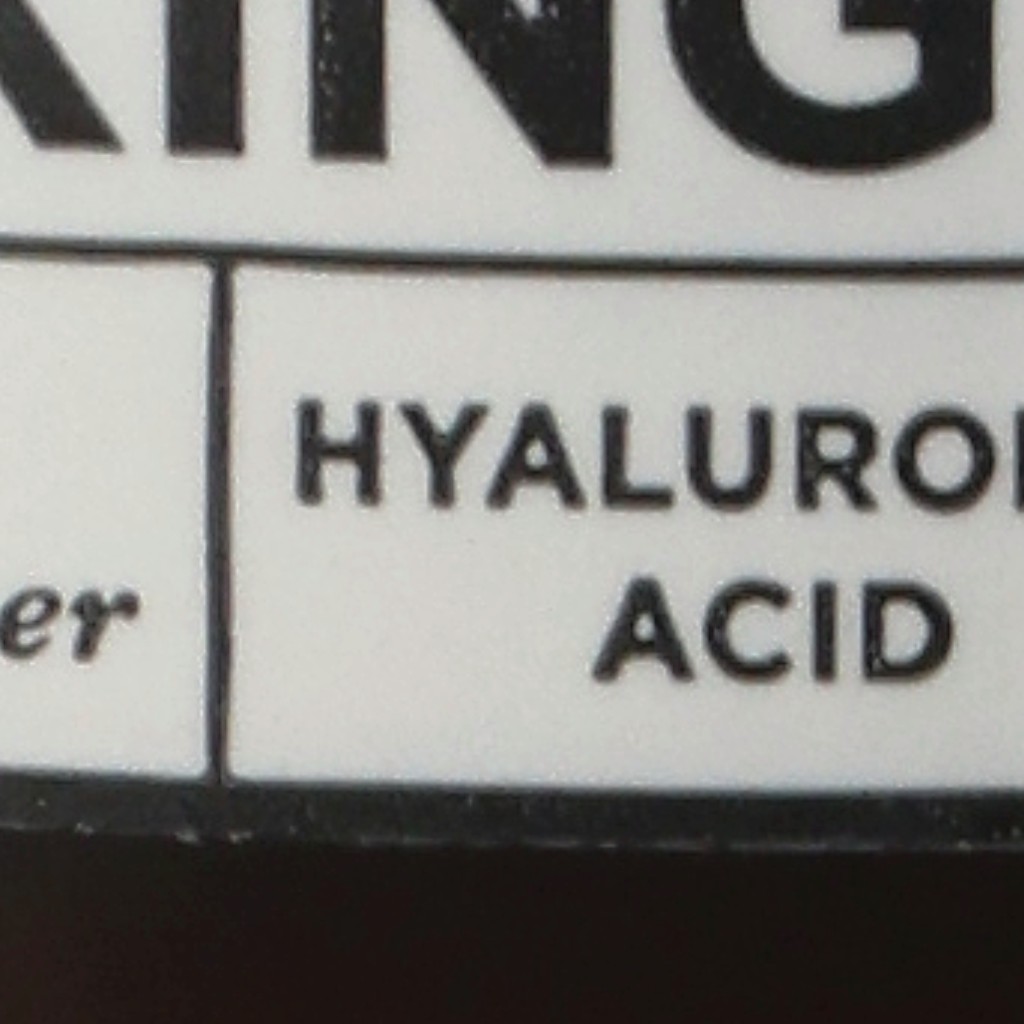 KING
er
HYALURO
ACID